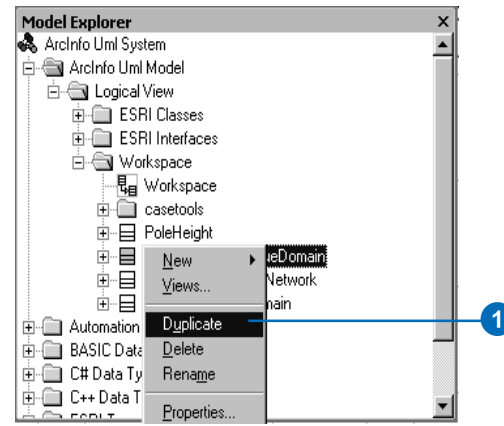 Model Explorer
ArcInfo Uml System
ArcInfo Uml Model
Logical View
ESRI Classes
ESRI Interfaces
Workspace
Workspace
casetools
PoleHeight
ueDomain
Network
main
New
Views...
Duplicate
1
Delete
Rename
Properties...
Automation
BASIC Data
C# Data Ty
C++ Data T